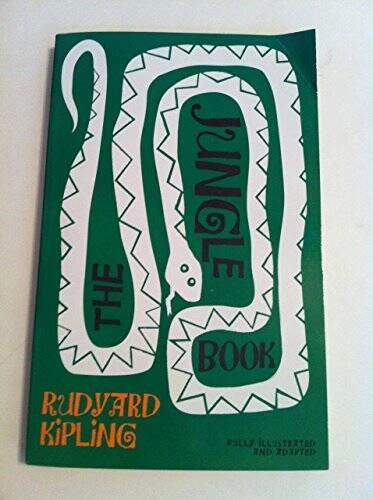 THE
JUNGLE
BOOK
RUDYARD
KIPLING
FULLY ILLUSTRATED
AND ADAPTED